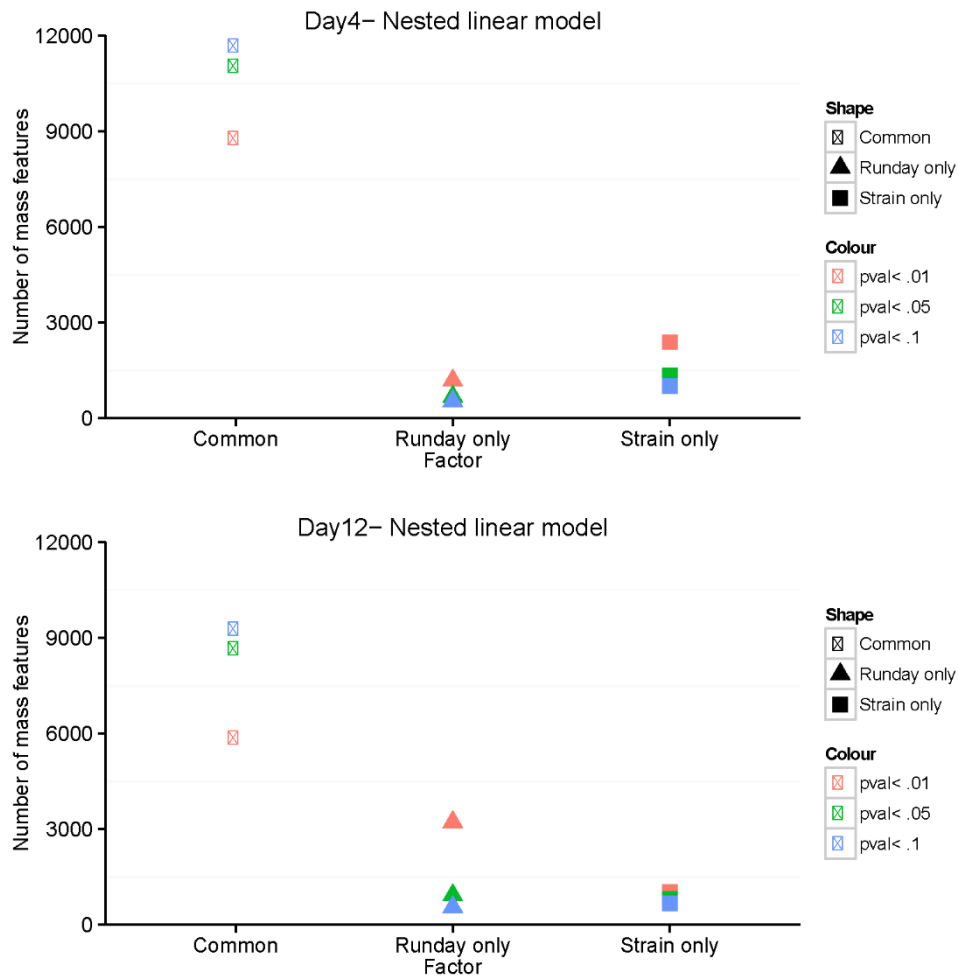 Day4− Nested linear model
12000
9000
6000
3000
0
Number of mass features
Common
Runday only
Strain only
Factor
Shape
Common
Runday only
Strain only
Colour
pval< .01
pval< .05
pval< .1
Day12− Nested linear model
12000
9000
6000
3000
0
Number of mass features
Common
Runday only
Strain only
Factor
Shape
Common
Runday only
Strain only
Colour
pval< .01
pval< .05
pval< .1